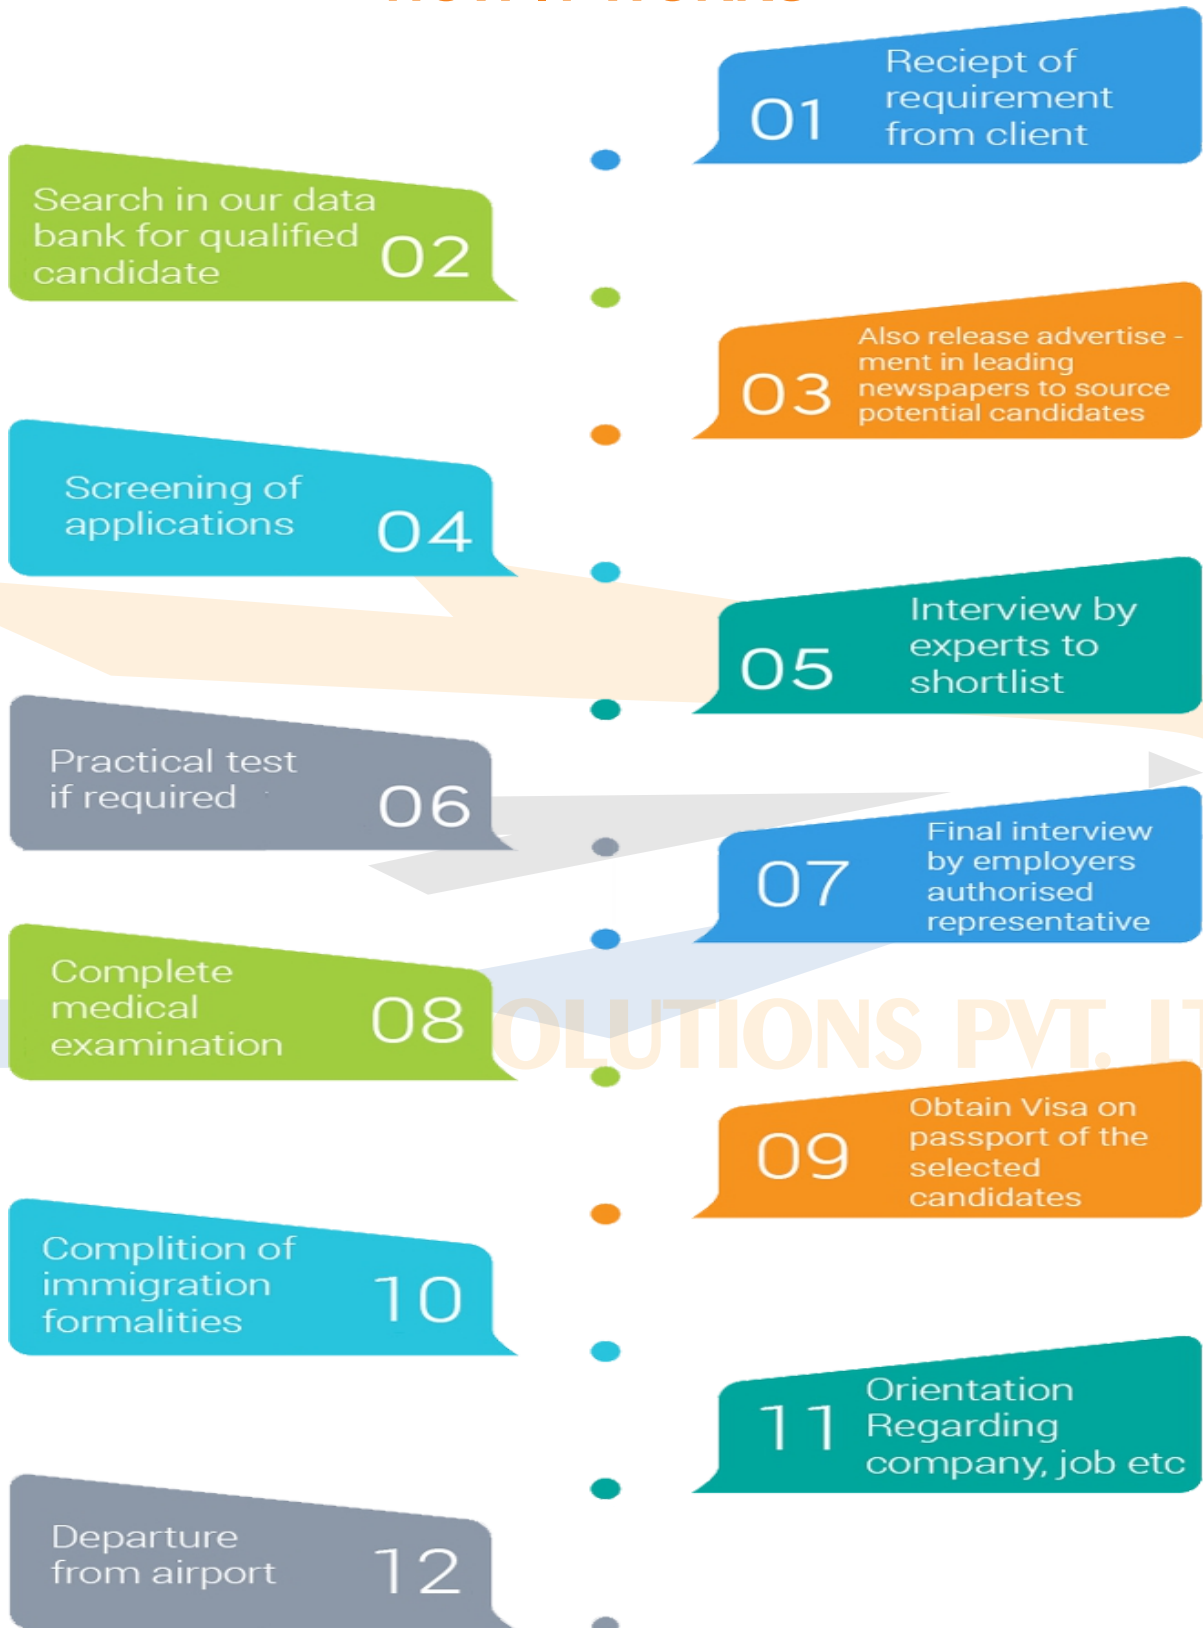 HOW IT WORKS
01
Reciept of
requirement
from client
Search in our data
bank for qualified
candidate
02
03
Also release advertise -
ment in leading
newspapers to source
potential candidates
Screening of
applications
04
05
Interview by
experts to
shortlist
Practical test
if required
06
07
Final interview
by employers
authorised
representative
Complete
medical
examination
08
OLUTIONS PVT. LT
09
Obtain Visa on
passport of the
selected
candidates
Complition of
immigration
formalities
10
11
Orientation
Regarding
company, job etc
Departure
from airport
12